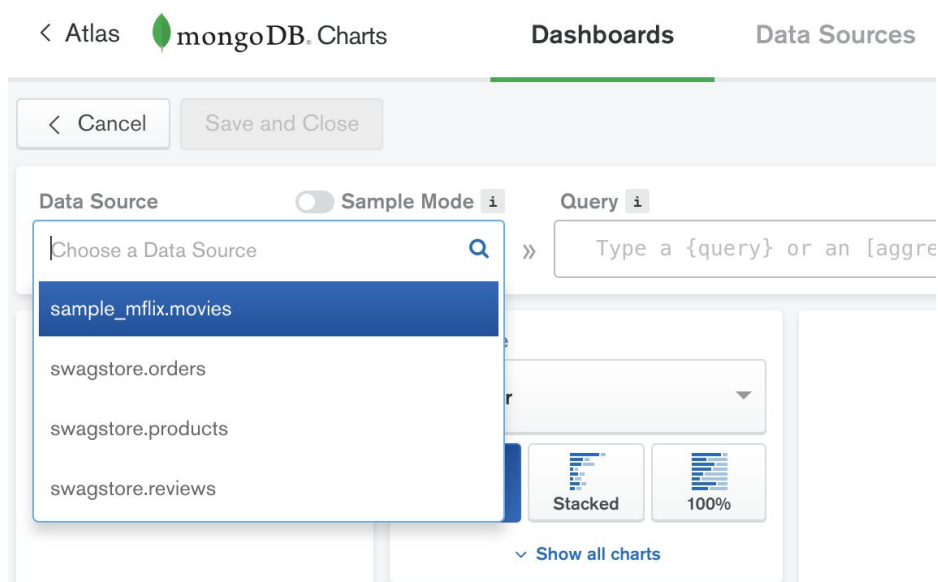 Atlas mongoDB. Charts Dashboards Data Sources
Cancel Save and Close
Data Source Sample Mode i Query i
Choose a Data Source Type a {query} or an [aggre
sample_mflix.movies
swagstore.orders
swagstore.products
swagstore.reviews
Stacked 100%
Show all charts